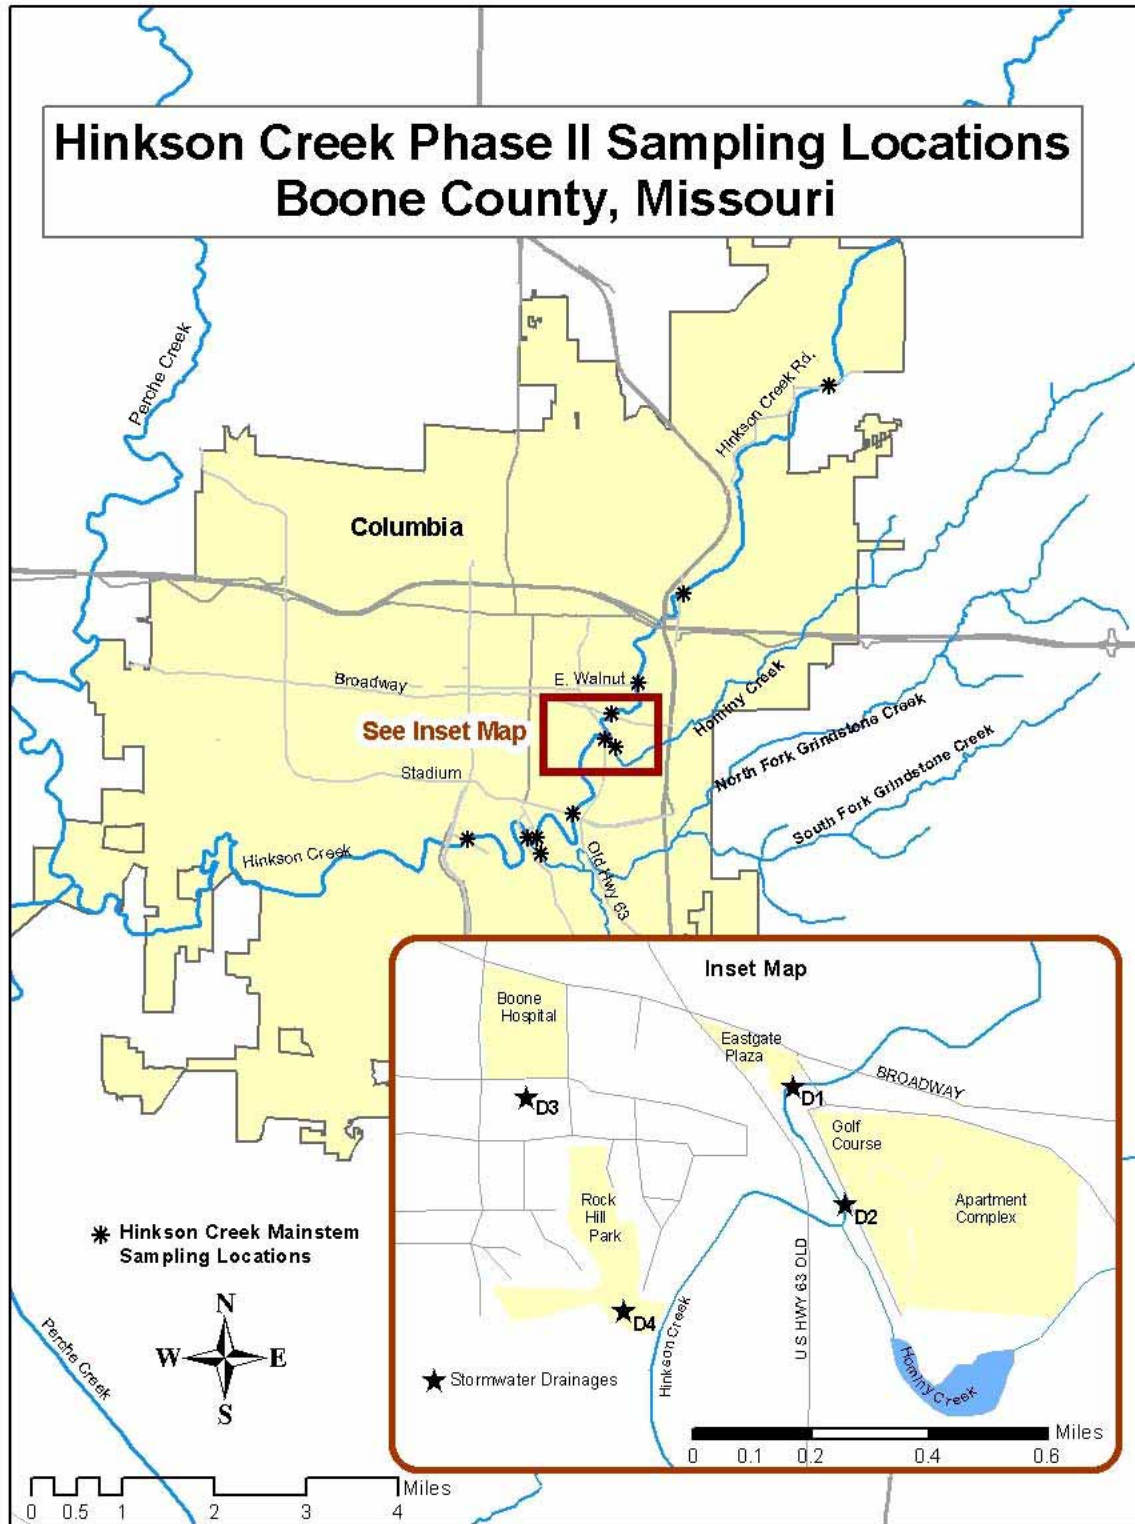 Hinkson Creek Phase II Sampling Locations
Boone County, Missouri
Perche Creek
Hinkson Creek Rd.
Columbia
E. Walnut
Broadway
Hominy Creek
See Inset Map
North Fork Grindstone Creek
Stadium
South Fork Grindstone Creek
Hinkson Creek
Old Hwy 63
Inset Map
Boone
Hospital
Eastgate
Plaza
BROADWAY
D1
D3
Golf
Course
Rock
Hill
Park
Apartment
Complex
D2
Hinkson Creek Mainstem
Sampling Locations
U S HWY 63 OLD
Hinkson Creek
D4
N
W
E
S
Perche Creek
Stormwater Drainages
Hominy Creek
Miles
0 0.1 0.2 0.4 0.6
Miles
0 0.5 1 2 3 4